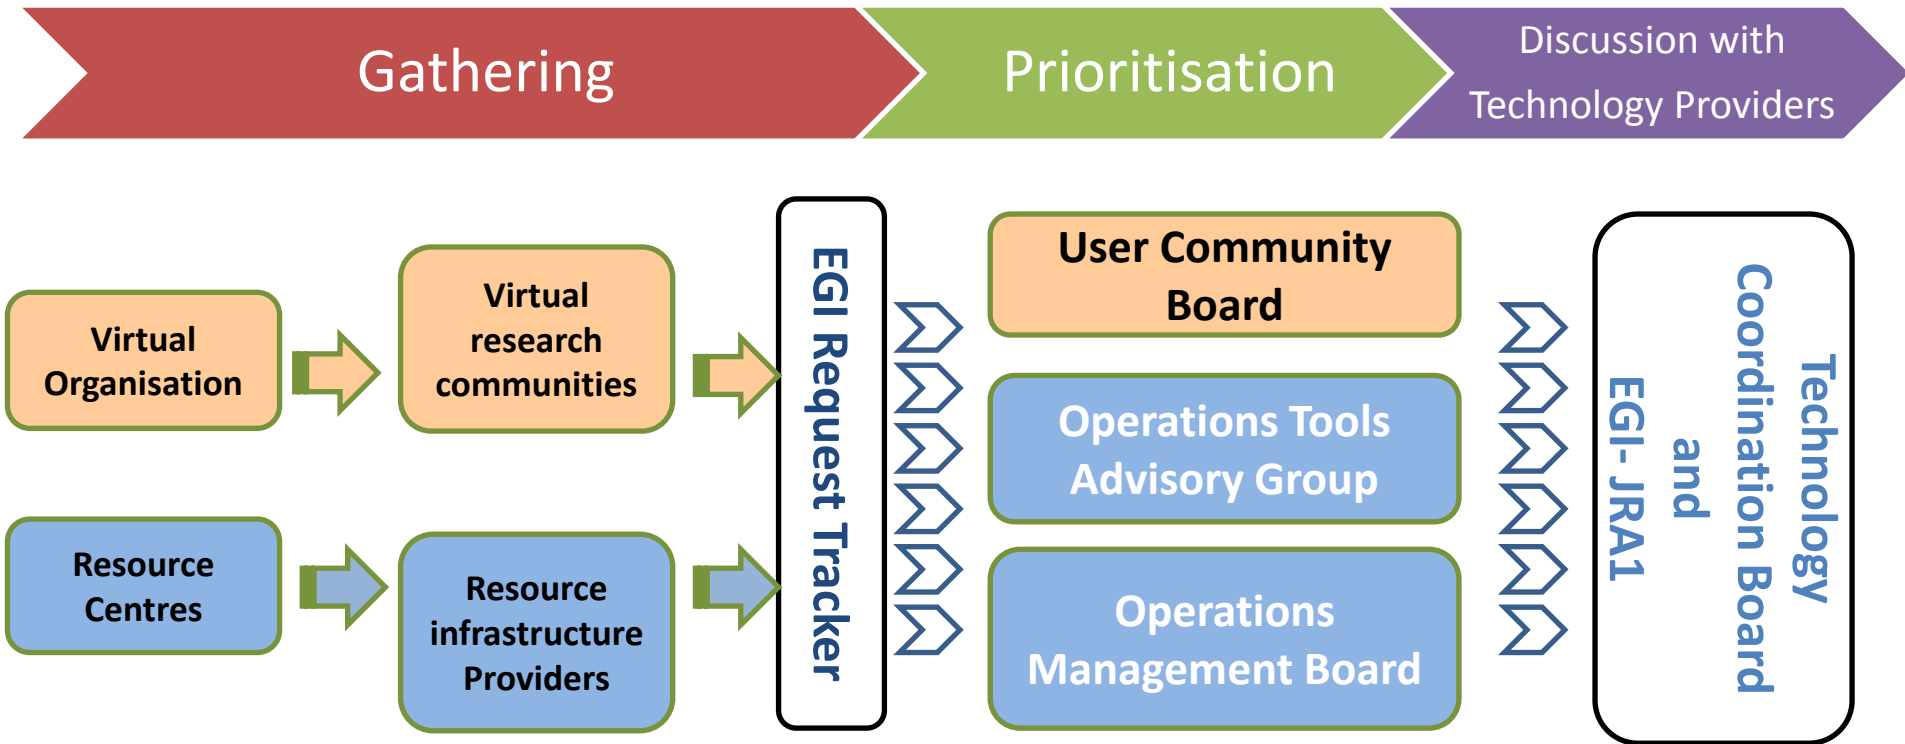 Gathering
Prioritisation
Discussion with
Technology Providers
Virtual
Organisation
Virtual
research
communities
Resource
Centres
Resource
infrastructure
Providers
EGI Request Tracker
User Community
Board
Operations Tools
Advisory Group
Operations
Management Board
Technology
Coordination Board
and
EGI- JRA1